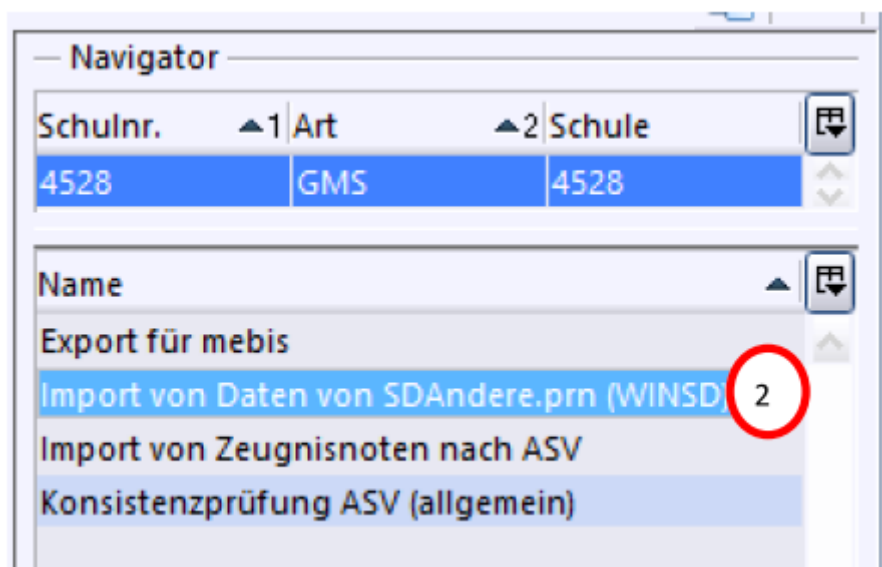 Navigator
Schulnr. 1 Art 2 Schule
4528 GMS 4528
Name
Export für mebis
Import von Daten von SDAndere.prn (WINSD) 2
Import von Zeugnisnoten nach ASV
Konsistenzprüfung ASV (allgemein)